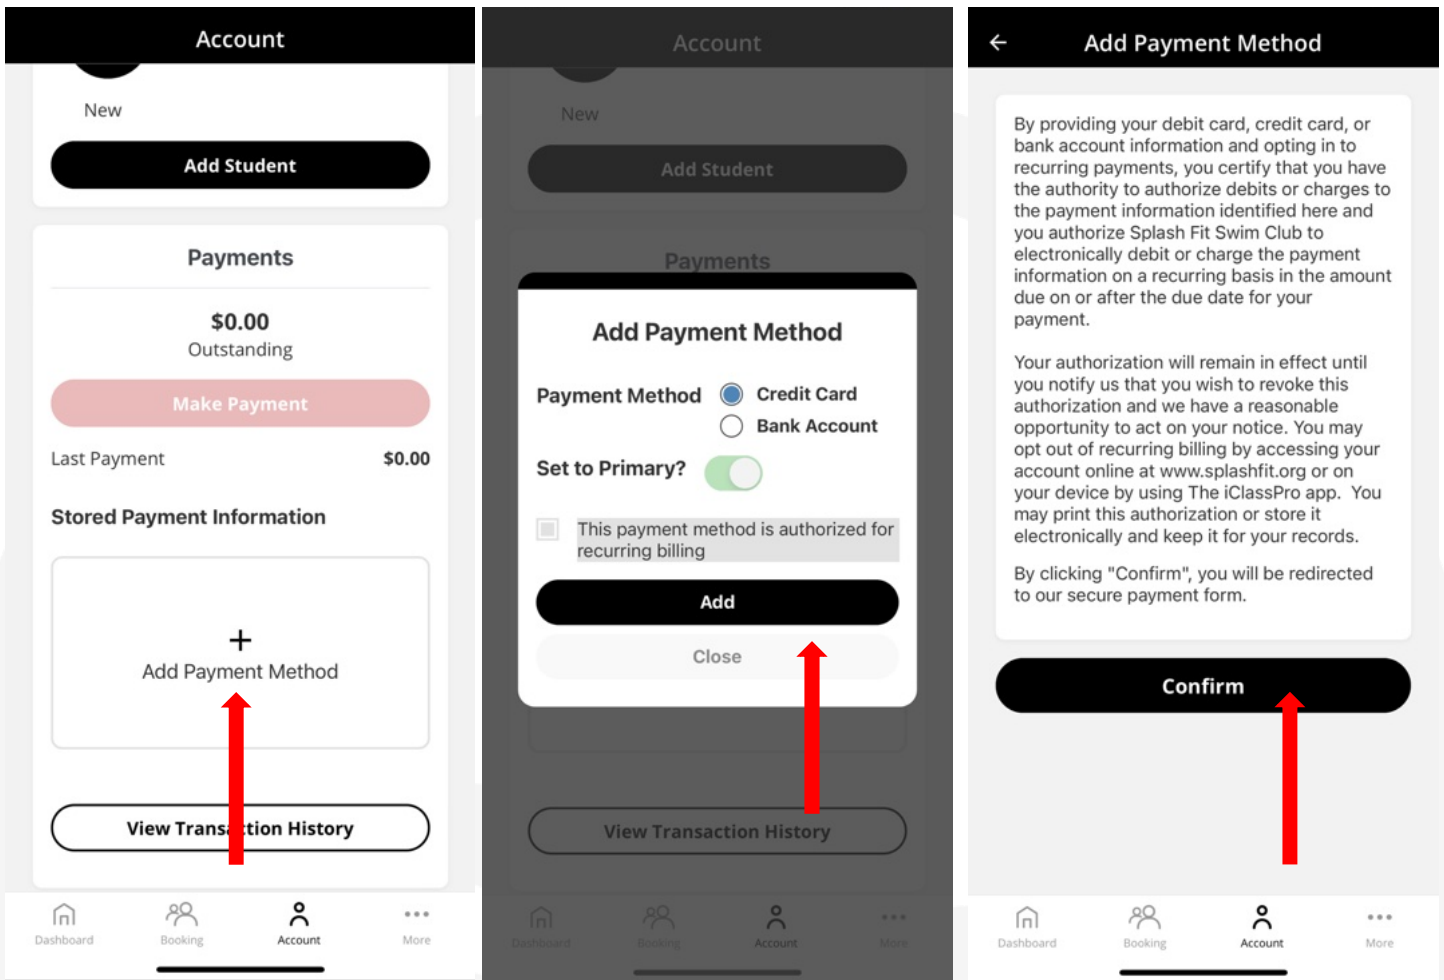 Account
New
Add Student
Payments
$0.00
Outstanding
Make Payment
Last Payment $0.00
Stored Payment Information
+
Add Payment Method
View Transaction History
Dashboard Booking Account More
Account
New
Add Student
Payments
Add Payment Method
Payment Method Credit Card
Bank Account
Set to Primary?
This payment method is authorized for
recurring billing
Add
Close
View Transaction History
Dashboard Booking Account More
Add Payment Method
By providing your debit card, credit card, or
bank account information and opting in to
recurring payments, you certify that you have
the authority to authorize debits or charges to
the payment information identified here and
you authorize Splash Fit Swim Club to
electronically debit or charge the payment
information on a recurring basis in the amount
due on or after the due date for your
payment.
Your authorization will remain in effect until
you notify us that you wish to revoke this
authorization and we have a reasonable
opportunity to act on your notice. You may
opt out of recurring billing by accessing your
account online at www.splashfit.org or on
your device by using The iClassPro app. You
may print this authorization or store it
electronically and keep it for your records.
By clicking "Confirm", you will be redirected
to our secure payment form.
Confirm
Dashboard Booking Account More